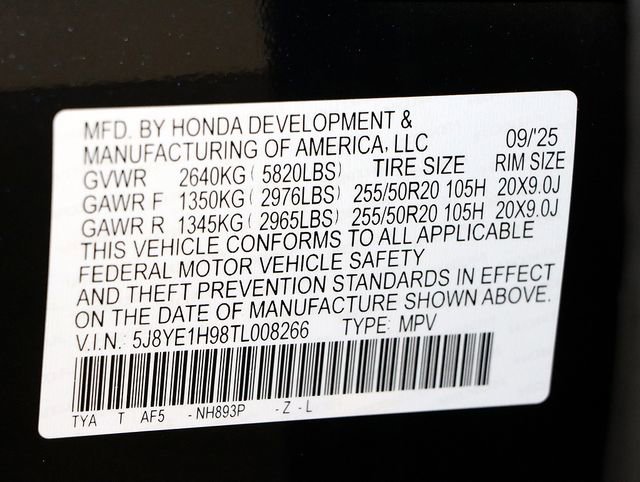 MFD. BY HONDA DEVELOPMENT &
MANUFACTURING OF AMERICA, LLC 09/'25
GVWR 2640KG ( 5820LBS) TIRE SIZE RIM SIZE
GAWR F 1350KG ( 2976LBS) 255/50R20 105H 20X9.0J
GAWR R 1345KG ( 2965LBS) 255/50R20 105H 20X9.0J
THIS VEHICLE CONFORMS TO ALL APPLICABLE
FEDERAL MOTOR VEHICLE SAFETY
AND THEFT PREVENTION STANDARDS IN EFFECT
ON THE DATE OF MANUFACTURE SHOWN ABOVE.
V.I.N.: 5J8YE1H98TL008266 TYPE: MPV
TYA T AF5 -NH893P -Z -L